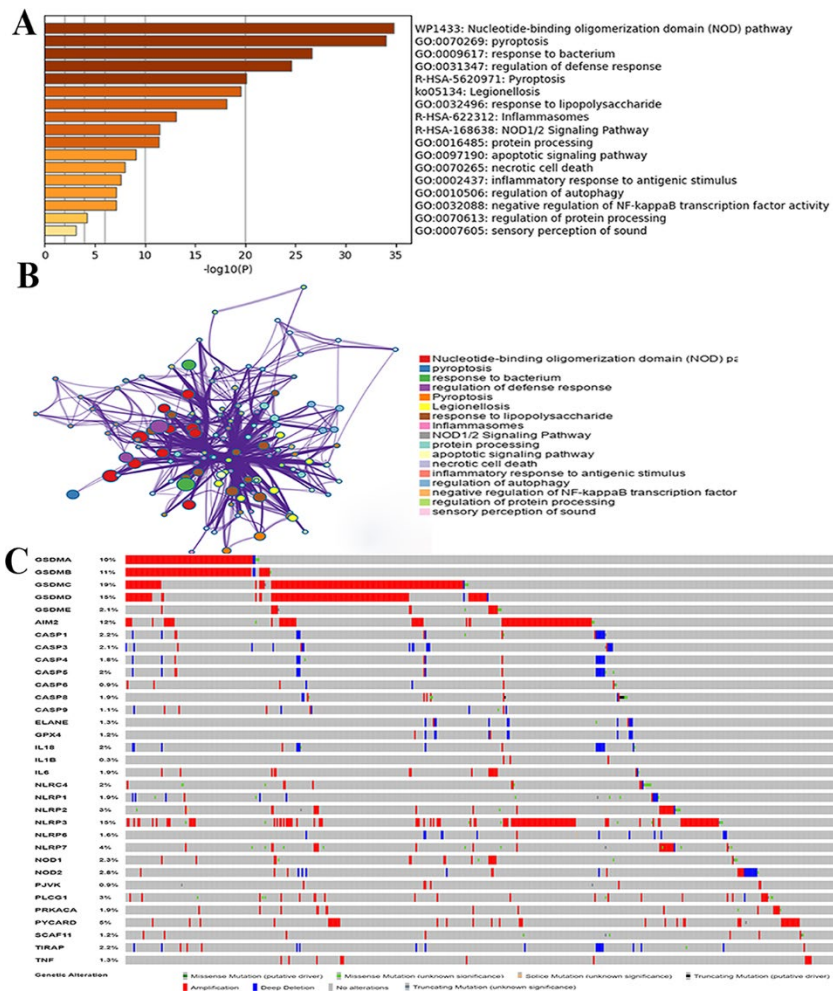 A
WP1433: Nucleotide-binding oligomerization domain (NOD) pathway
GO:0070269: pyroptosis
GO:0009617: response to bacterium
GO:0031347: regulation of defense response
R-HSA-5620971: Pyroptosis
ko05134: Legionellosis
GO:0032496: response to lipopolysaccharide
R-HSA-622312: Inflammasomes
R-HSA-168638: NOD1/2 Signaling Pathway
GO:0016485: protein processing
GO:0097190: apoptotic signaling pathway
GO:0070265: necrotic cell death
GO:0002437: inflammatory response to antigenic stimulus
GO:0010506: regulation of autophagy
GO:0032088: negative regulation of NF-kappaB transcription factor activity
GO:0070613: regulation of protein processing
GO:0007605: sensory perception of sound
0 5 10 15 20 25 30 35
-log10(P)
B
Nucleotide-binding oligomerization domain (NOD) pa
pyroptosis
response to bacterium
regulation of defense response
Pyroptosis
Legionellosis
response to lipopolysaccharide
Inflammasomes
NOD1/2 Signaling Pathway
protein processing
apoptotic signaling pathway
necrotic cell death
inflammatory response to antigenic stimulus
regulation of autophagy
negative regulation of NF-kappaB transcription factor
regulation of protein processing
sensory perception of sound
C
GSDMA 10%
GSDMB 11%
GSDMC 19%
GSDMD 15%
GSDME 2.1%
AIM2 12%
CASP1 2.2%
CASP3 2.1%
CASP4 1.8%
CASP5 2%
CASP6 0.9%
CASP8 1.9%
CASP9 1.1%
ELANE 1.3%
GPX4 1.2%
IL18 2%
IL1B 0.3%
IL6 1.9%
NLRC4 2%
NLRP1 1.9%
NLRP2 3%
NLRP3 15%
NLRP6 1.6%
NLRP7 4%
NOD1 2.3%
NOD2 2.8%
PJVK 0.9%
PLCG1 3%
PRKACA 1.9%
PYCARD 5%
SCAF11 1.2%
TIRAP 2.2%
TNF 1.3%
Genetic Alteration Missense Mutation (putative driver) Missense Mutation (unknown significance) Splice Mutation (unknown significance) Truncating Mutation (putative driver)
Amplification Deep Deletion No alterations Truncating Mutation (unknown significance)